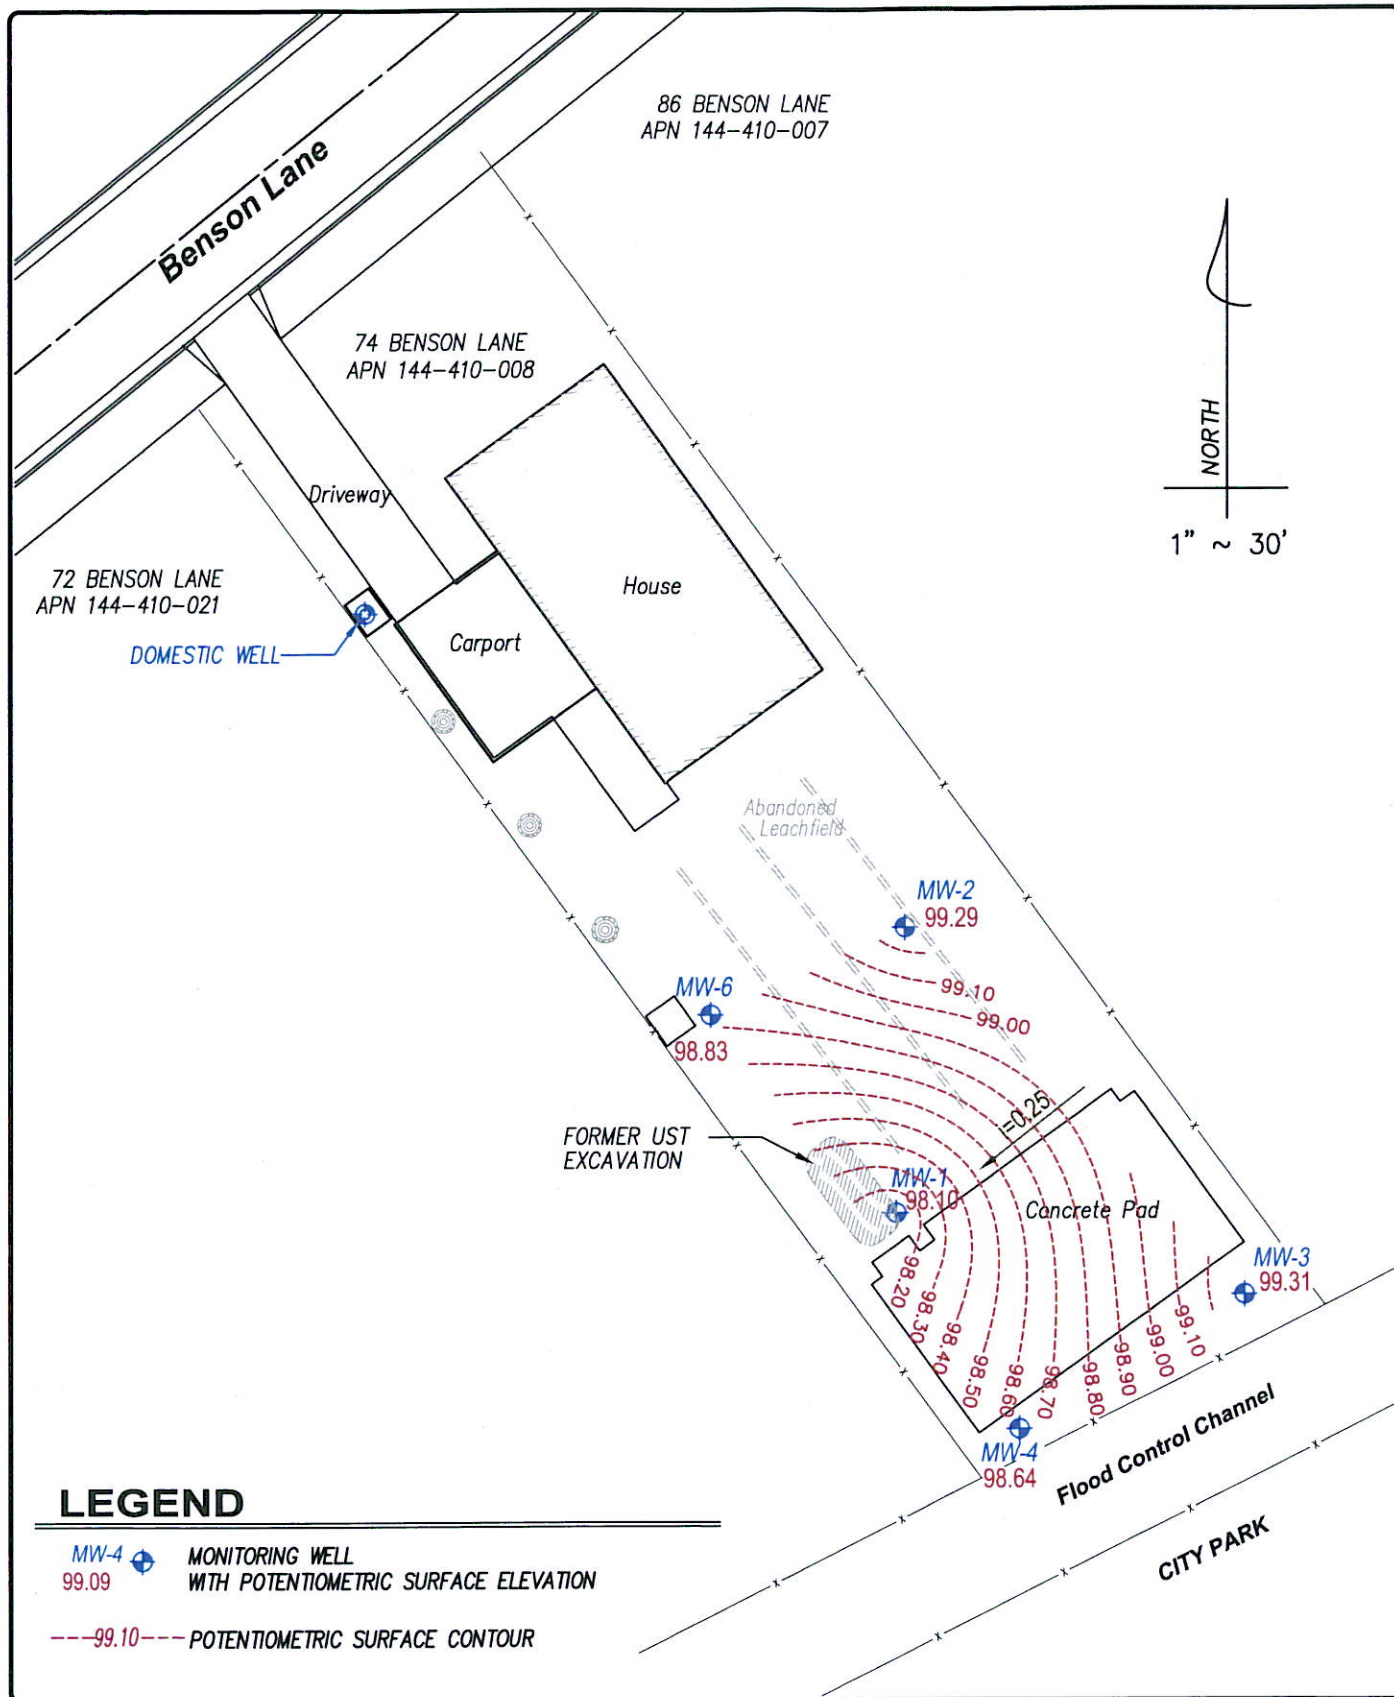 86 BENSON LANE
APN 144-410-007
Benson Lane
74 BENSON LANE
APN 144-410-008
NORTH
1" ~ 30'
Driveway
72 BENSON LANE
APN 144-410-021
House
Carport
DOMESTIC WELL
Abandoned
Leachfield
MW-2
99.29
99.10
MW-6
99.00
98.83
i=0.25
FORMER UST
EXCAVATION
MW-1
98.10
Concrete Pad
MW-3
99.31
98.20
98.30
98.40
98.50
98.60
98.70
98.80
98.90
99.00
99.10
MW-4
98.64
Flood Control Channel
CITY PARK
LEGEND
MW-4
99.09
MONITORING WELL
WITH POTENTIOMETRIC SURFACE ELEVATION
99.10
POTENTIOMETRIC SURFACE CONTOUR